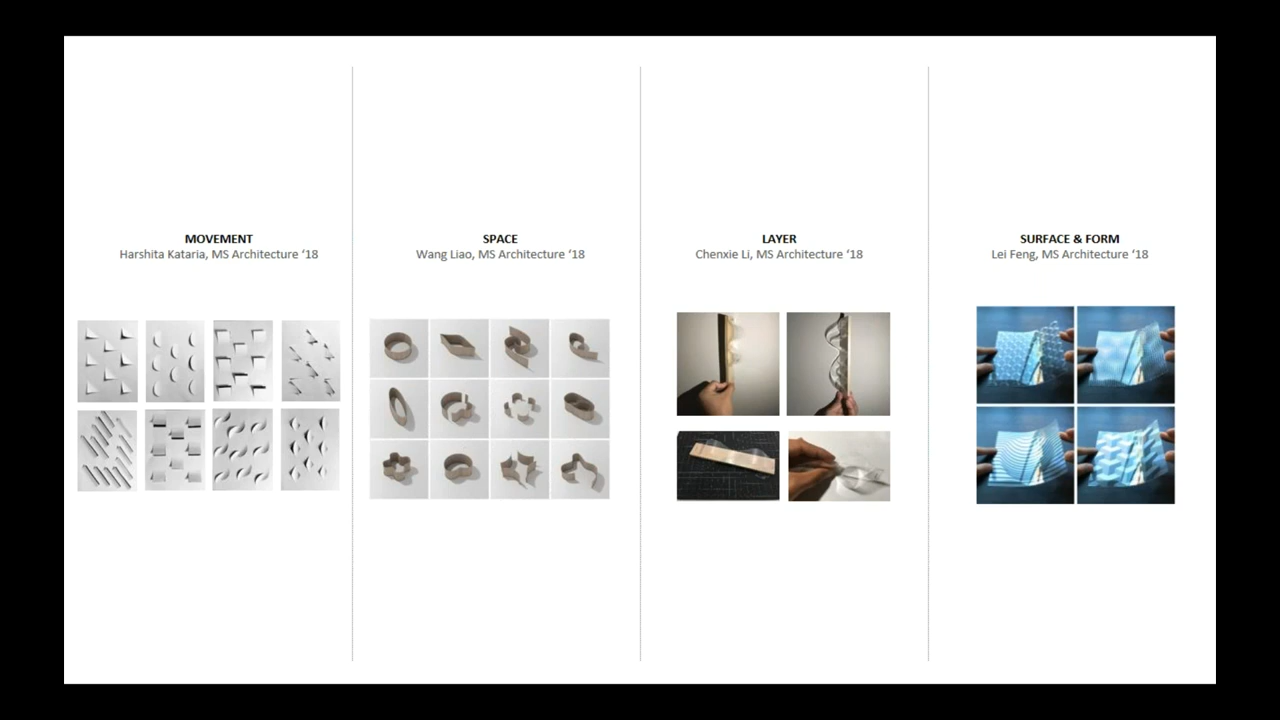 MOVEMENT
Harshita Kataria, MS Architecture ‘18
SPACE
Wang Liao, MS Architecture ‘18
LAYER
Chenxie Li, MS Architecture ‘18
SURFACE & FORM
Lei Feng, MS Architecture ‘18